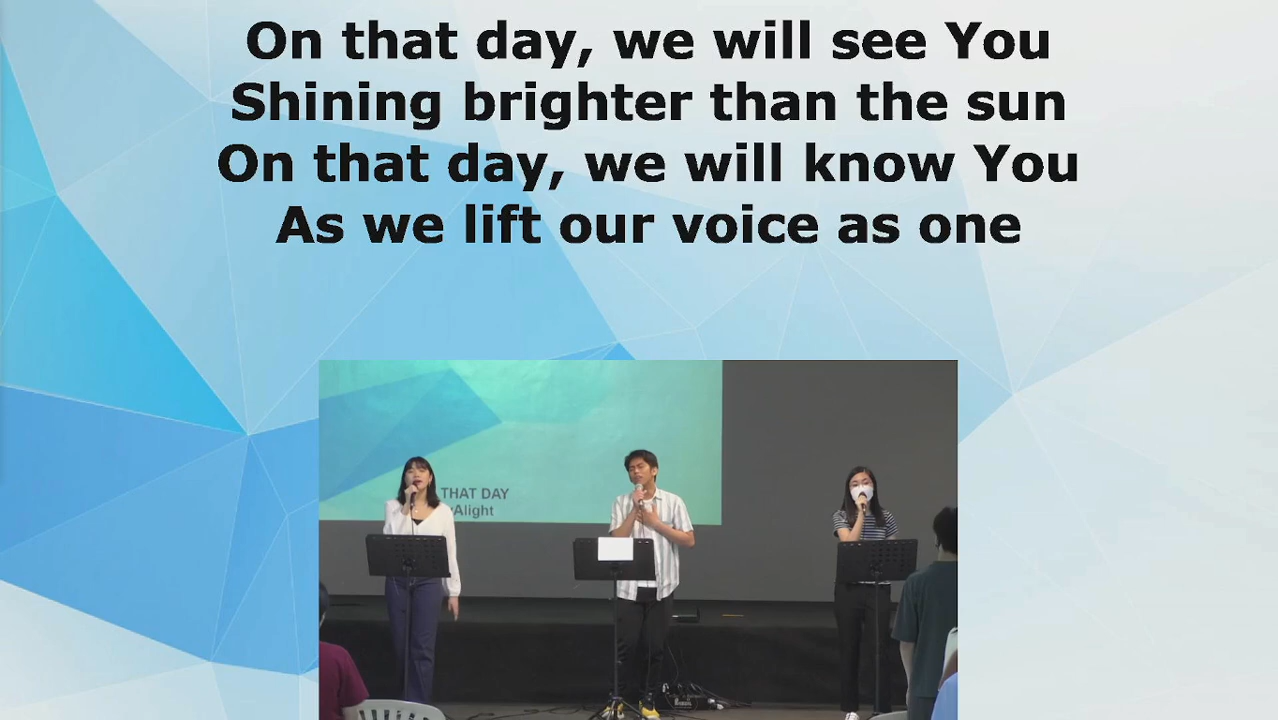 On that day, we will see You
Shining brighter than the sun
On that day, we will know You
As we lift our voice as one
THAT DAY
Alight